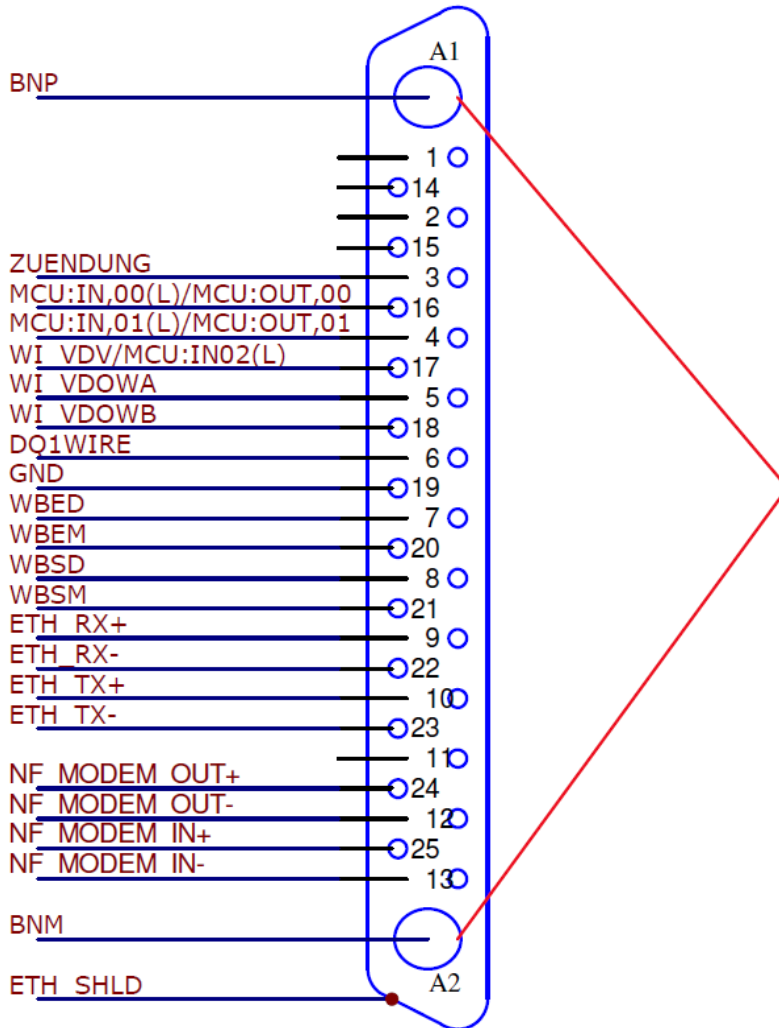 A1
BNP
1
14
2
15
ZUENDUNG 3
MCU:IN,00(L)/MCU:OUT,00 16
MCU:IN,01(L)/MCU:OUT,01 4
WI_VDV/MCU:IN02(L) 17
WI_VDOWA 5
WI_VDOWB 18
DQ1WIRE 6
GND 19
WBED 7
WBEM 20
WBSD 8
WBSM 21
ETH_RX+ 9
ETH_RX- 22
ETH_TX+ 10
ETH_TX- 23
11
NF_MODEM_OUT+ 24
NF_MODEM_OUT- 12
NF_MODEM_IN+ 25
NF_MODEM_IN- 13
BNM
A2
ETH_SHLD